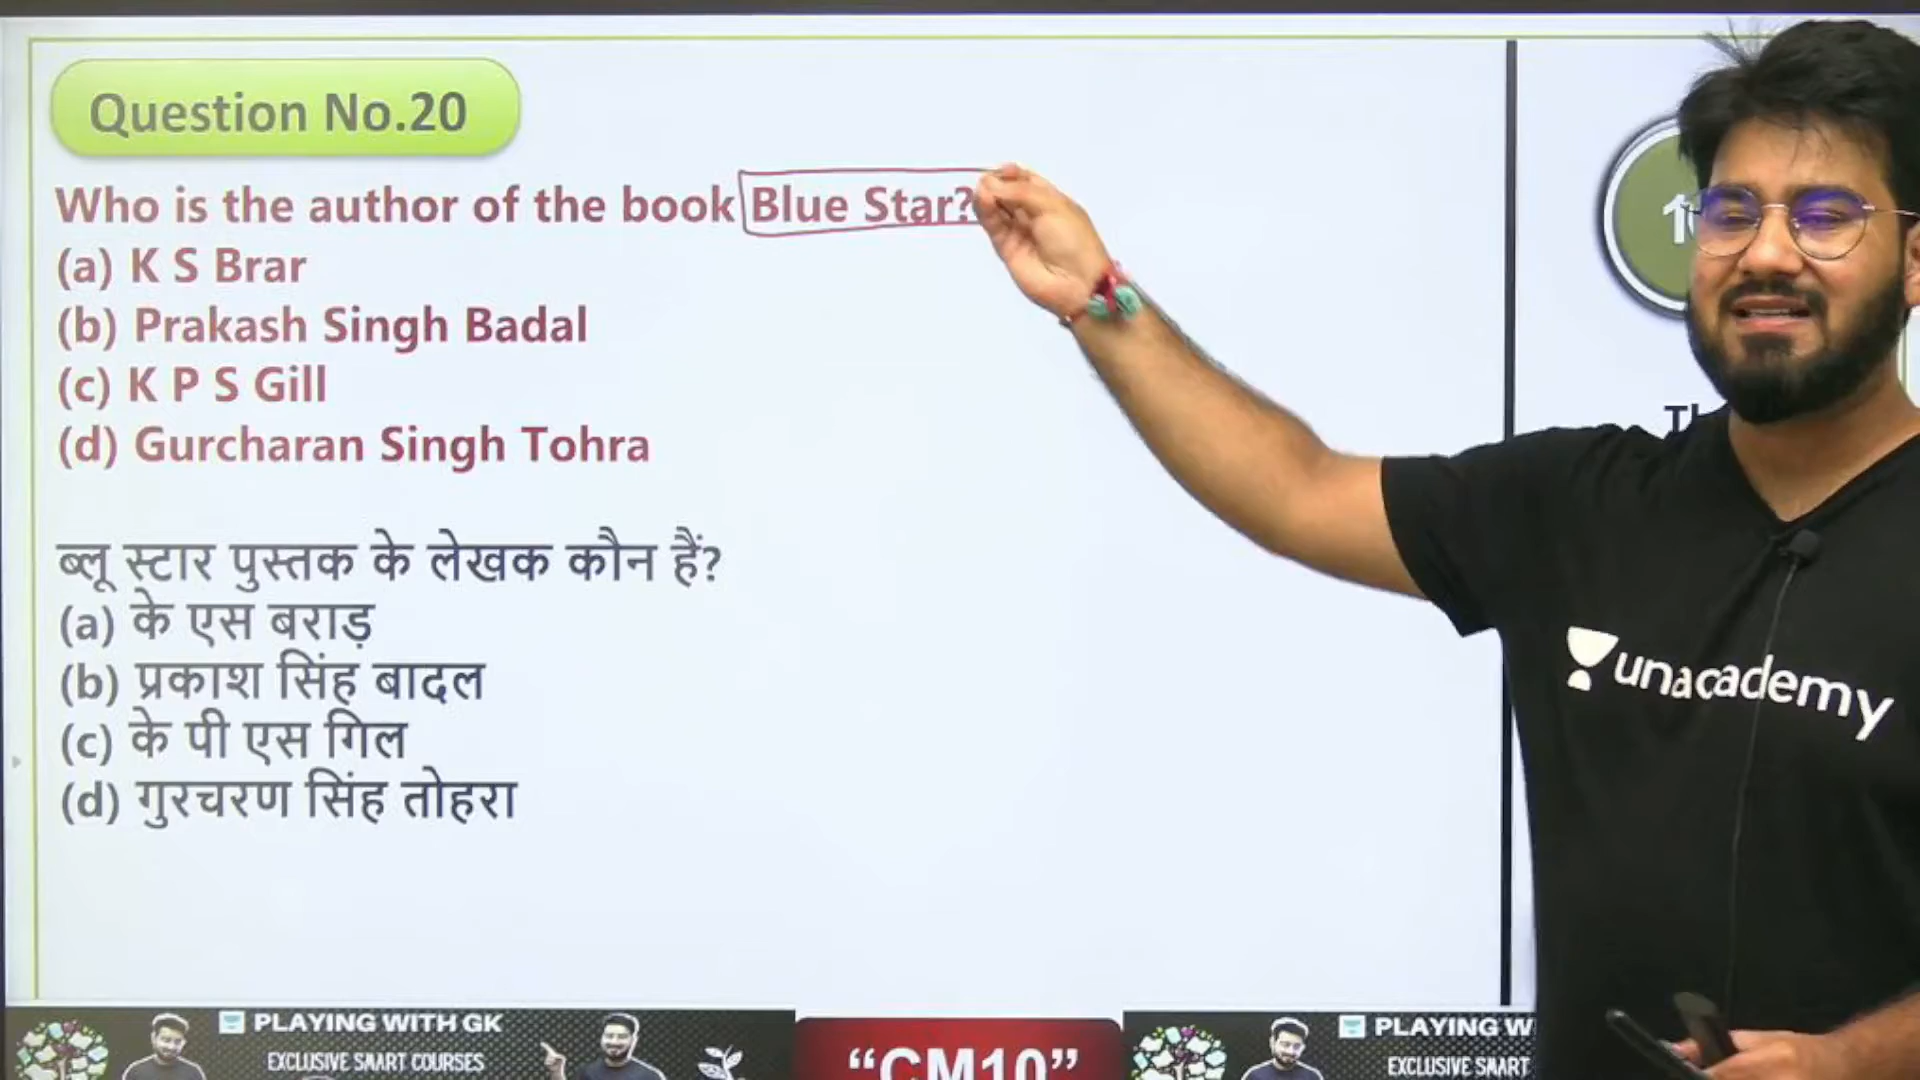 Question No.20
Who is the author of the book Blue Star?
(a) K S Brar
(b) Prakash Singh Badal
(c) K P S Gill
(d) Gurcharan Singh Tohra
ब्लू स्टार पुस्तक के लेखक कौन हैं?
(a) के एस बराड़
(b) प्रकाश सिंह बादल
(c) के पी एस गिल
(d) गुरचरण सिंह तोहरा
unacademy
PLAYING WITH GK
EXCLUSIVE SMART COURSES
"CM10"
PLAYING W
EXCLUSIVE SMART